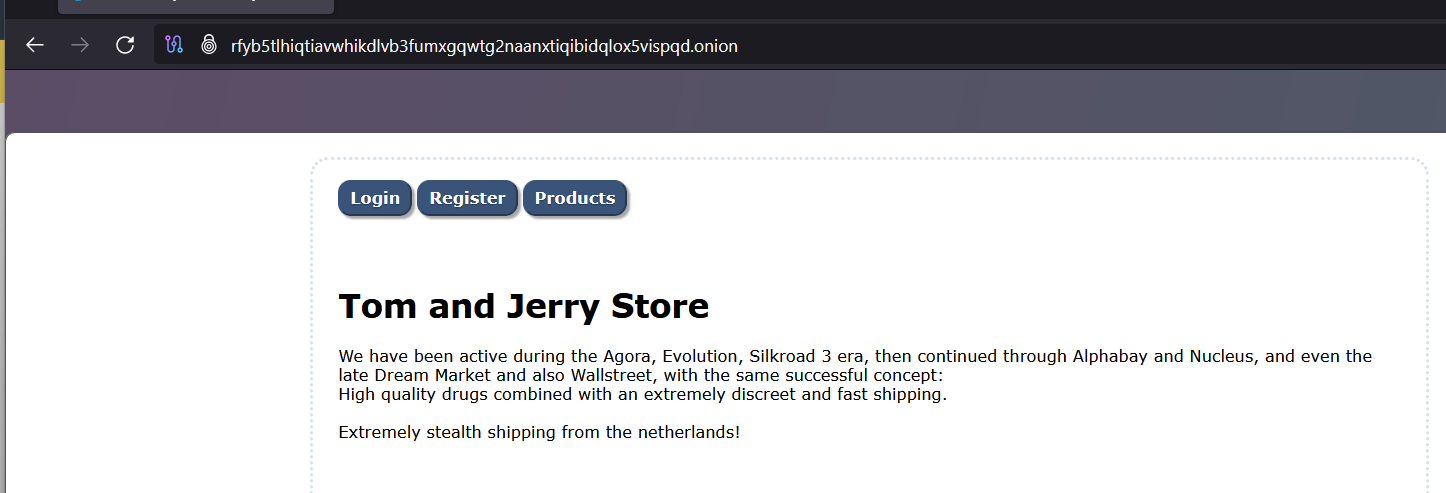 rfyb5tlhiqtiavwhikdlvb3fumxgqwtg2naanxtiqibidqlox5vispqd.onion
Login Register Products
Tom and Jerry Store
We have been active during the Agora, Evolution, Silkroad 3 era, then continued through Alphabay and Nucleus, and even the
late Dream Market and also Wallstreet, with the same successful concept:
High quality drugs combined with an extremely discreet and fast shipping.
Extremely stealth shipping from the netherlands!